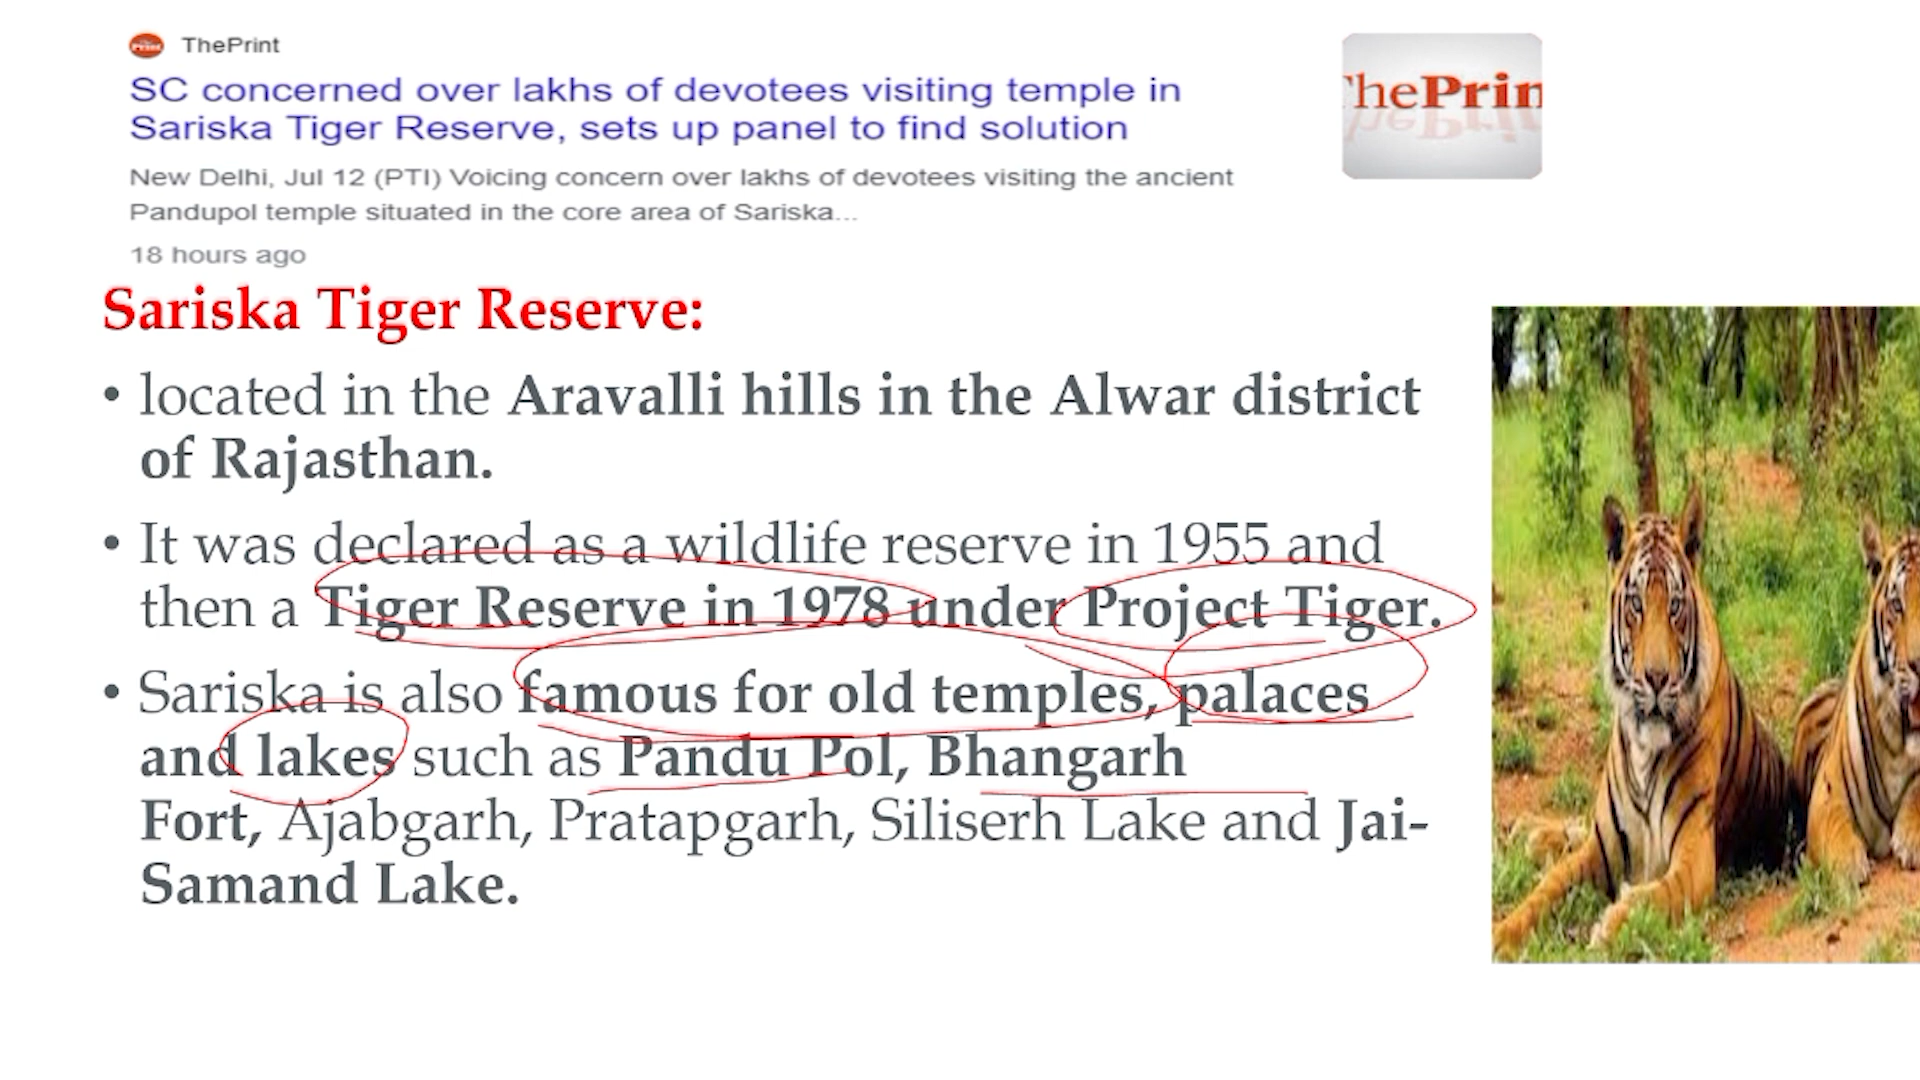 ThePrint
SC concerned over lakhs of devotees visiting temple in
Sariska Tiger Reserve, sets up panel to find solution
New Delhi, Jul 12 (PTI) Voicing concern over lakhs of devotees visiting the ancient
Pandupol temple situated in the core area of Sariska...
18 hours ago
ThePrin
Sariska Tiger Reserve:
• located in the Aravalli hills in the Alwar district
of Rajasthan.
• It was declared as a wildlife reserve in 1955 and
then a Tiger Reserve in 1978 under Project Tiger.
• Sariska is also famous for old temples, palaces
and lakes such as Pandu Pol, Bhangarh
Fort, Ajabgarh, Pratapgarh, Siliserh Lake and Jai-
Samand Lake.